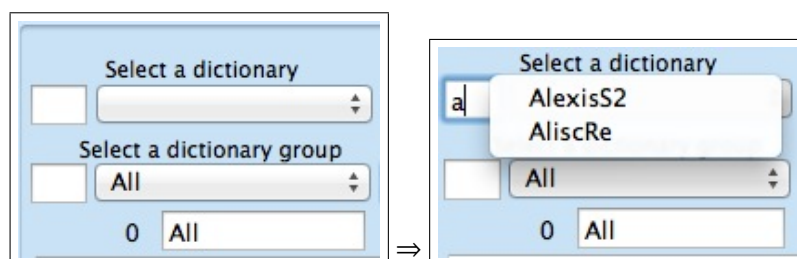 Select a dictionary
Select a dictionary group
All
0 All
⇒
Select a dictionary
a
AlexisS2
AliscRe
All
0 All